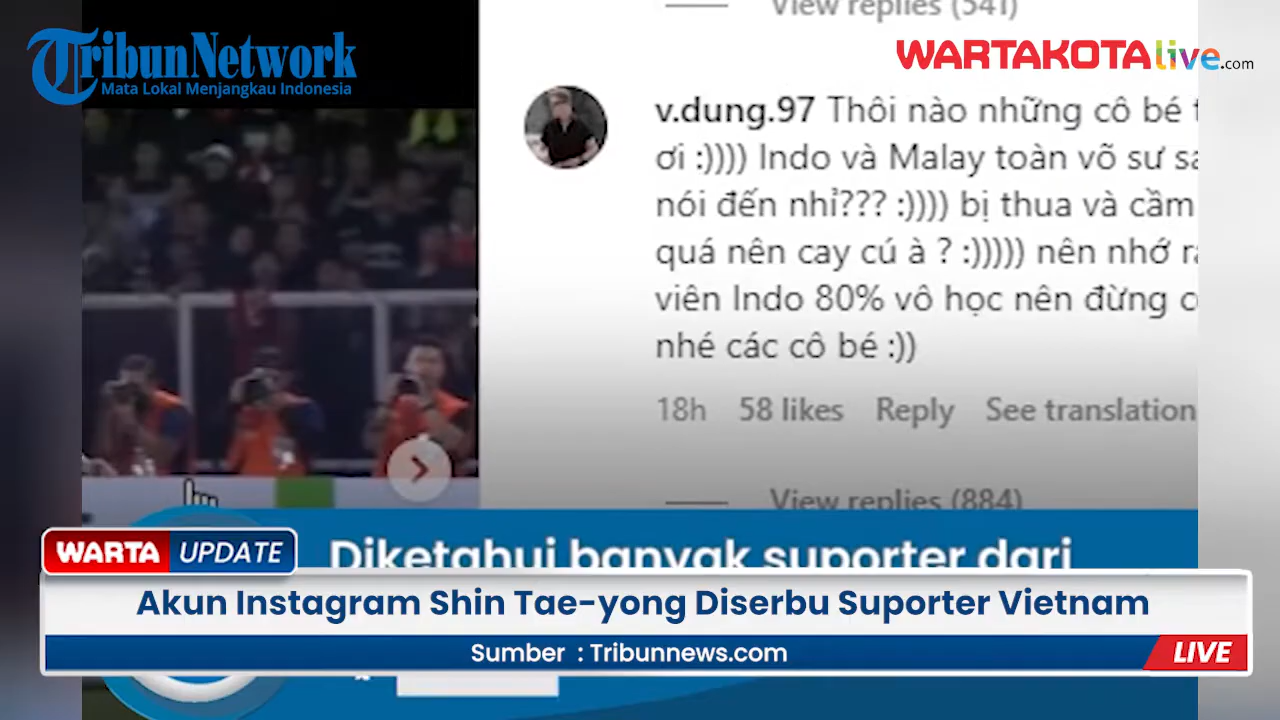 View replies (541)
TribunNetwork
Mata Lokal Menjangkau Indonesia
WARTAKOTAlive.com
v.dung.97 Thôi nào những cô bé
ơi :)))) Indo và Malay toàn võ sư
nói đến nhỉ??? :)))) bị thua và cầm
quá nên cay cú à ? :))))) nên nhớ
viên Indo 80% vô học nên đừng
nhé các cô bé :))
18h 58 likes Reply See translation
View replies (884)
WARTA UPDATE
Diketahui banyak suporter dari
Akun Instagram Shin Tae-yong Diserbu Suporter Vietnam
Sumber : Tribunnews.com
LIVE